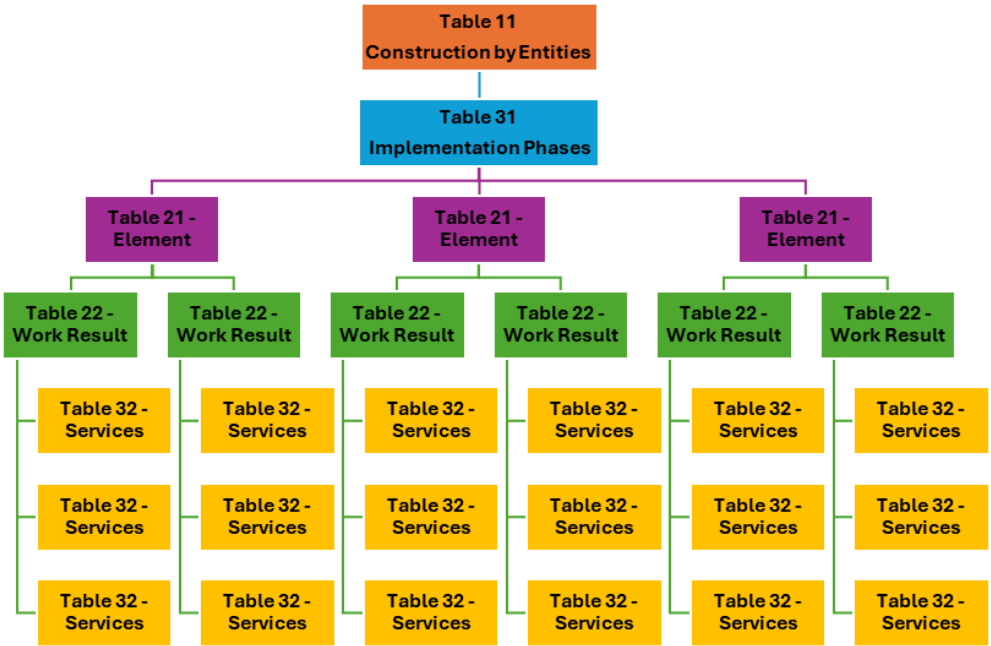 Table 11
Construction by Entities
Table 31
Implementation Phases
Table 21 -
Element
Table 21 -
Element
Table 21 -
Element
Table 22 -
Work Result
Table 22 -
Work Result
Table 22 -
Work Result
Table 22 -
Work Result
Table 22 -
Work Result
Table 22 -
Work Result
Table 32 -
Services
Table 32 -
Services
Table 32 -
Services
Table 32 -
Services
Table 32 -
Services
Table 32 -
Services
Table 32 -
Services
Table 32 -
Services
Table 32 -
Services
Table 32 -
Services
Table 32 -
Services
Table 32 -
Services
Table 32 -
Services
Table 32 -
Services
Table 32 -
Services
Table 32 -
Services
Table 32 -
Services
Table 32 -
Services